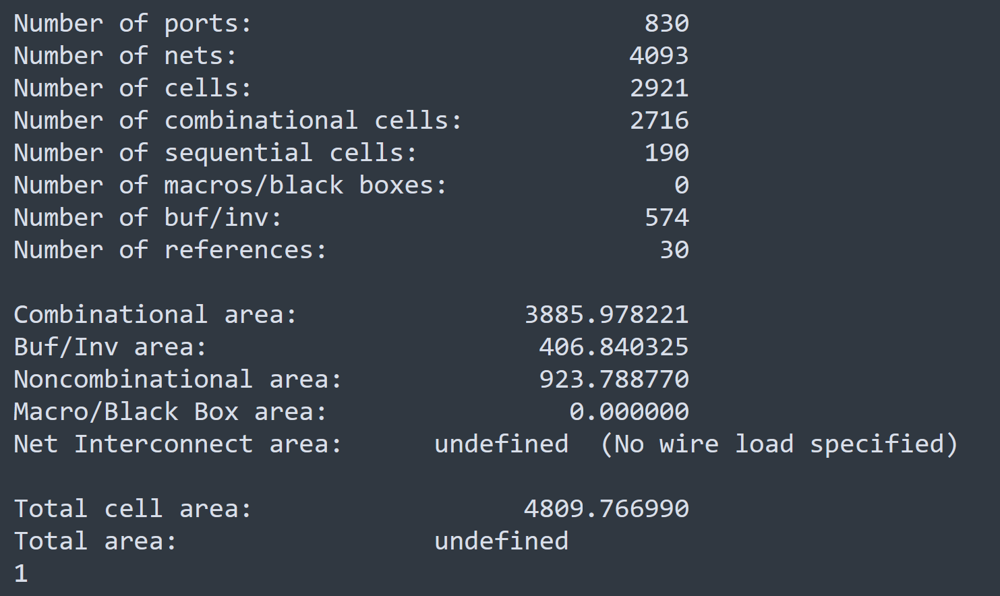 Number of ports: 830
Number of nets: 4093
Number of cells: 2921
Number of combinational cells: 2716
Number of sequential cells: 190
Number of macros/black boxes: 0
Number of buf/inv: 574
Number of references: 30
Combinational area: 3885.978221
Buf/Inv area: 406.840325
Noncombinational area: 923.788770
Macro/Black Box area: 0.000000
Net Interconnect area: undefined (No wire load specified)
Total cell area: 4809.766990
Total area: undefined
1